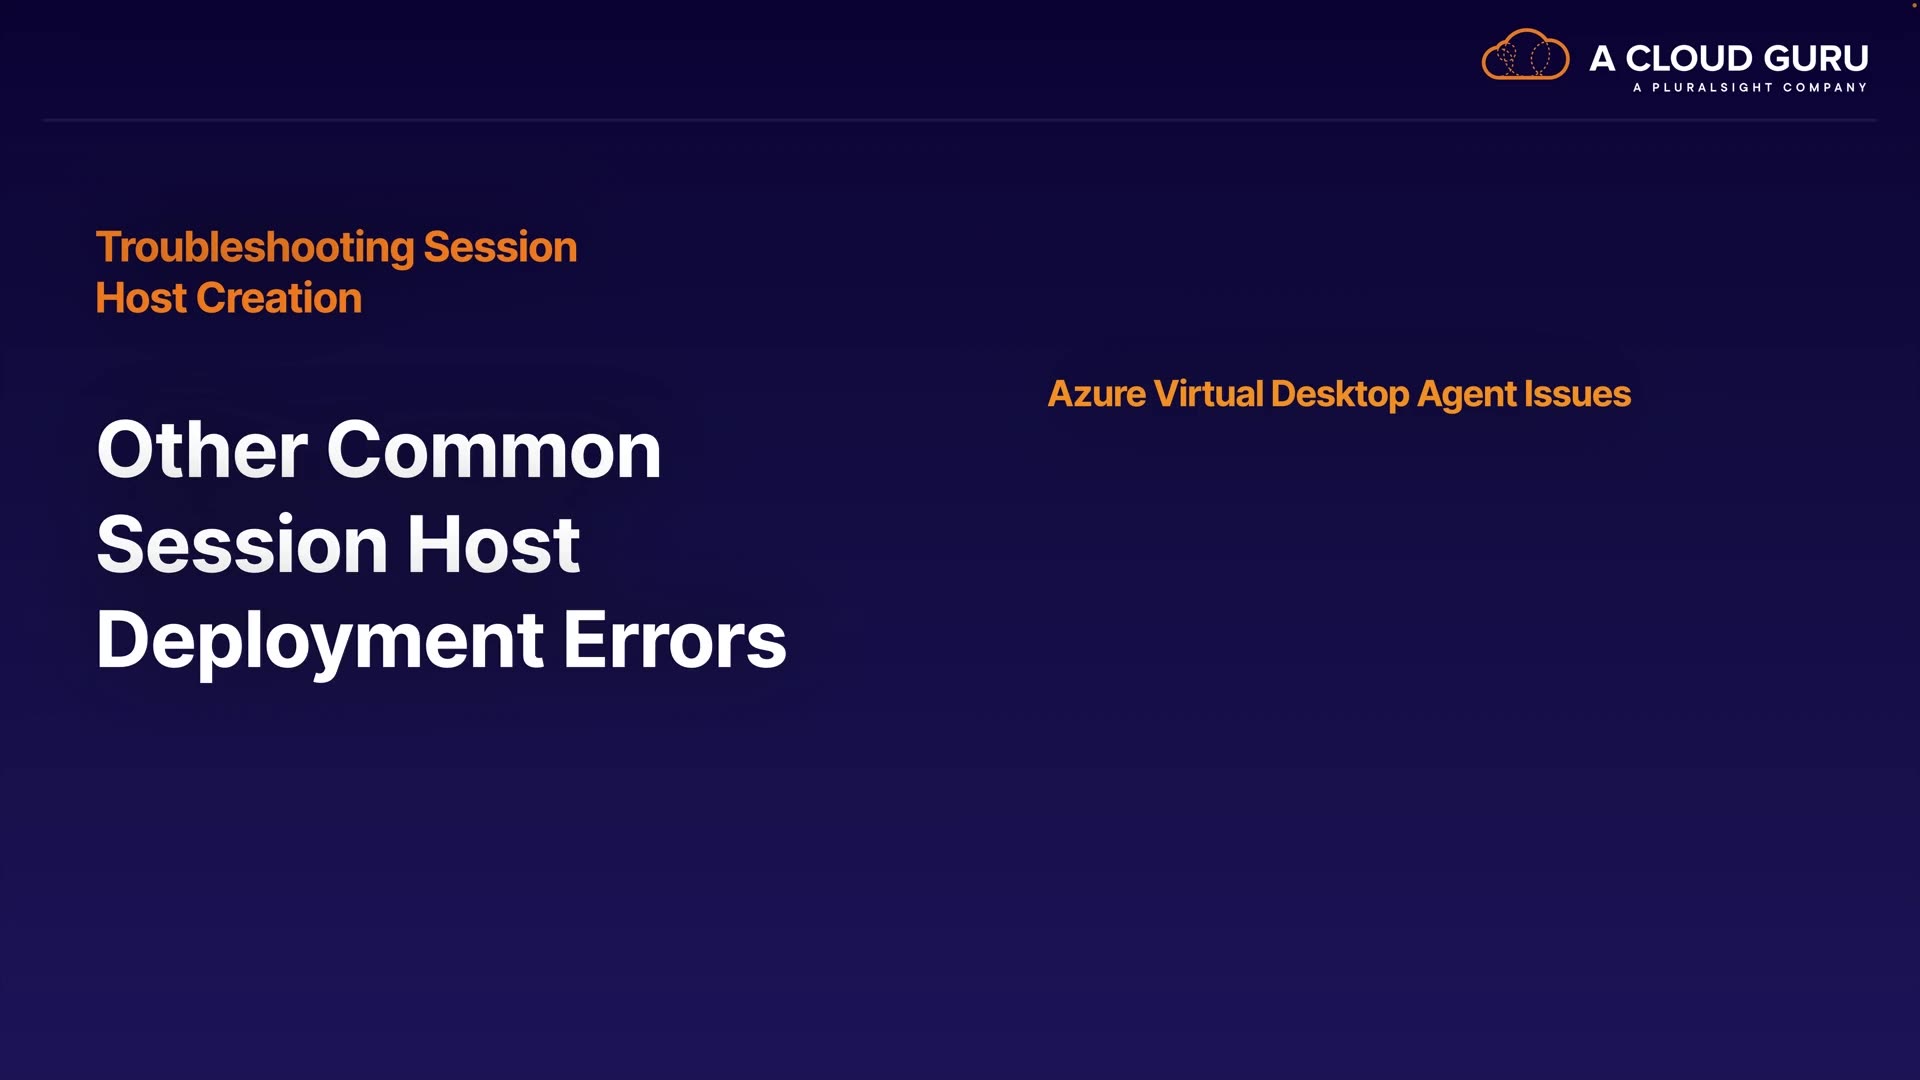 A CLOUD GURU
A PLURALSIGHT COMPANY
Troubleshooting Session
Host Creation
Other Common
Session Host
Deployment Errors
Azure Virtual Desktop Agent Issues